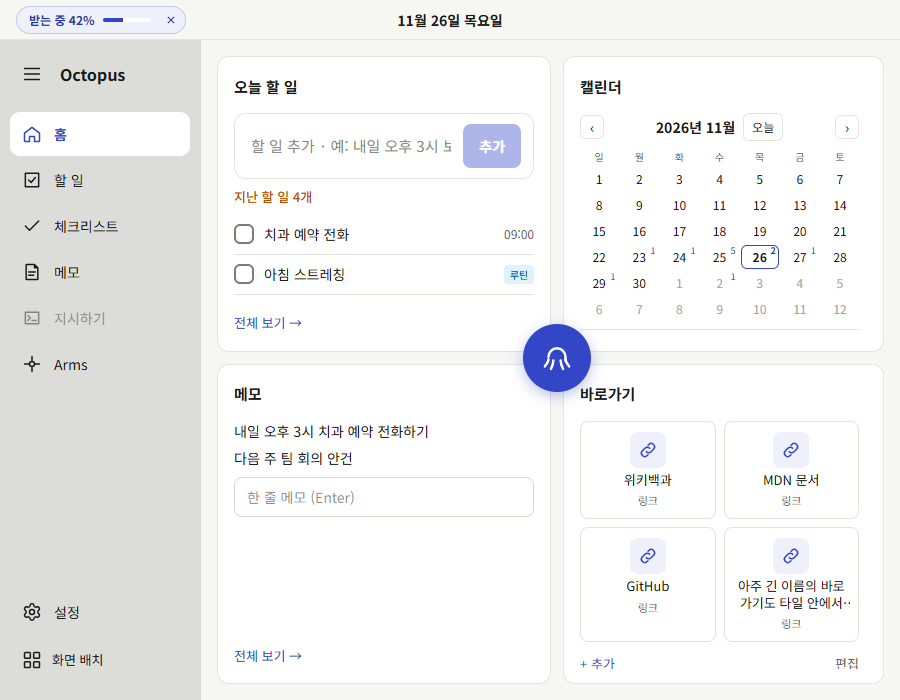 받는 중 42% ×
11월 26일 목요일
Octopus
홈
할 일
체크리스트
메모
지시하기
Arms
설정
화면 배치
오늘 할 일
할 일 추가 · 예: 내일 오후 3시
추가
지난 할 일 4개
치과 예약 전화 09:00
아침 스트레칭 루틴
전체 보기 →
캘린더
‹ 2026년 11월 오늘 ›
일 월 화 수 목 금 토
1 2 3 4 5 6 7
8 9 10 11 12 13 14
15 16 17 18 19 20 21
22 23 1 24 1 25 5 26 2 27 1 28
29 1 30 1 2 1 3 4 5
6 7 8 9 10 11 12
메모
내일 오후 3시 치과 예약 전화하기
다음 주 팀 회의 안건
한 줄 메모 (Enter)
전체 보기 →
바로가기
위키백과
링크
MDN 문서
링크
GitHub
링크
아주 긴 이름의 바로
가기도 타일 안에서…
링크
+ 추가
편집